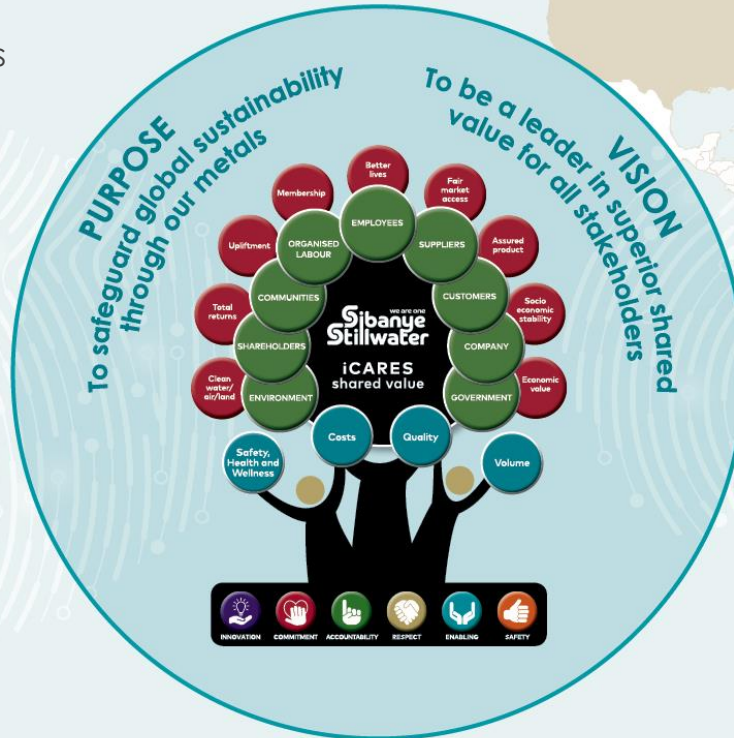 S
PURPOSE
To safeguard global sustainability
through our metals
VISION
To be a leader in superior shared
value for all stakeholders
Better
lives
Membership
Fair
market
access
Upliftment
Assured
product
Total
returns
Socio
economic
stability
Clean
water/
air/land
Economic
value
EMPLOYEES
ORGANISED
LABOUR
SUPPLIERS
COMMUNITIES
CUSTOMERS
SHAREHOLDERS
COMPANY
ENVIRONMENT
GOVERNMENT
we are one
Sibanye
Stillwater
iCARES
shared value
Safety,
Health and
Wellness
Costs
Quality
Volume
INNOVATION
COMMITMENT
ACCOUNTABILITY
RESPECT
ENABLING
SAFETY